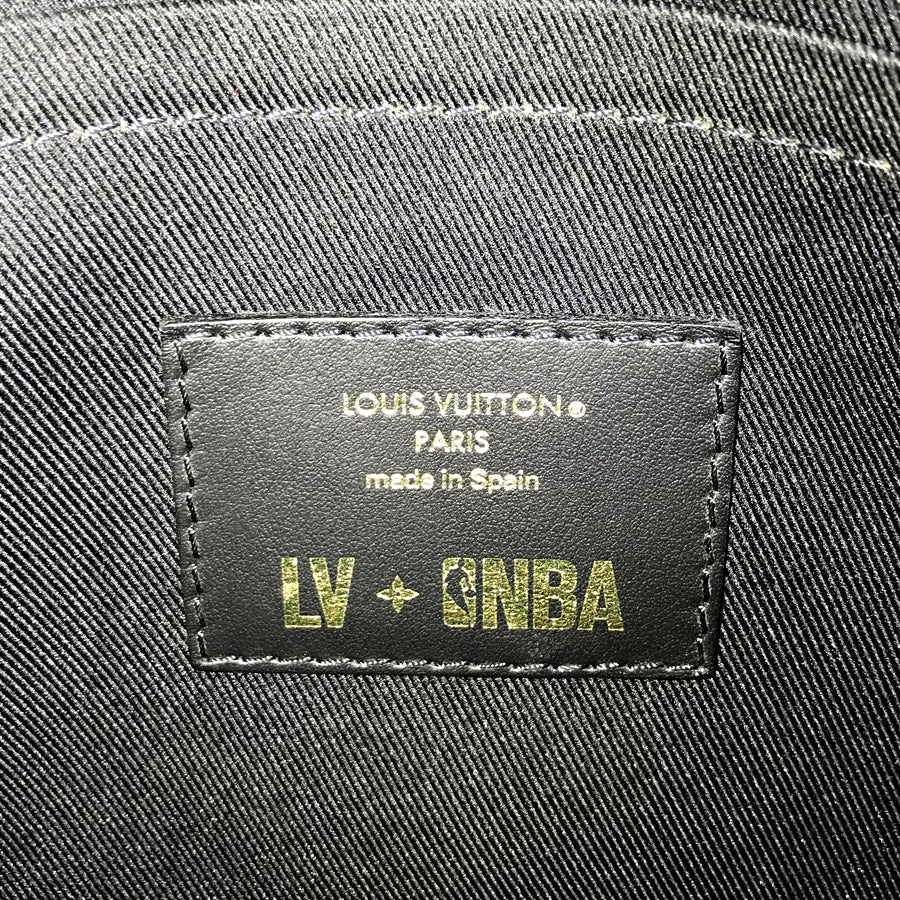 LOUIS VUITTON®
PARIS
made in Spain
LV + NBA